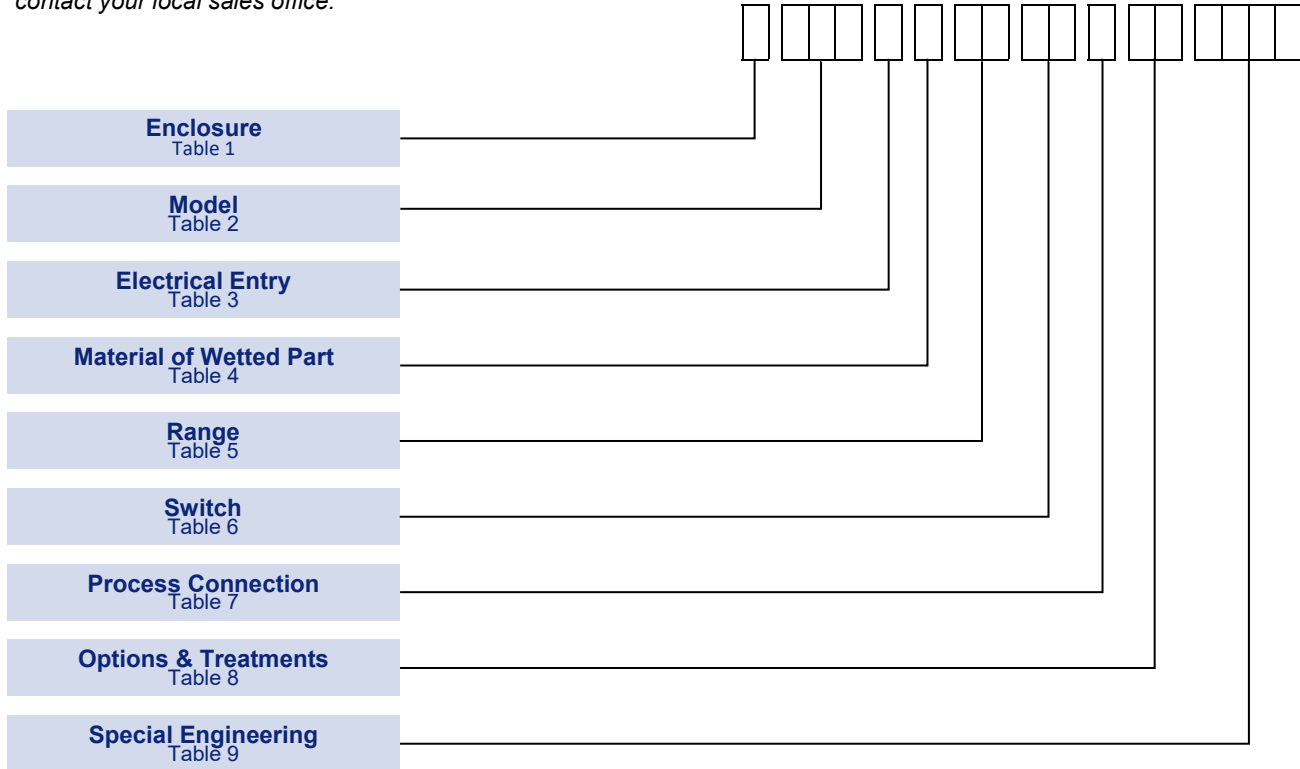 contact your local sales office.
Enclosure
Table 1
Model
Table 2
Electrical Entry
Table 3
Material of Wetted Part
Table 4
Range
Table 5
Switch
Table 6
Process Connection
Table 7
Options & Treatments
Table 8
Special Engineering
Table 9